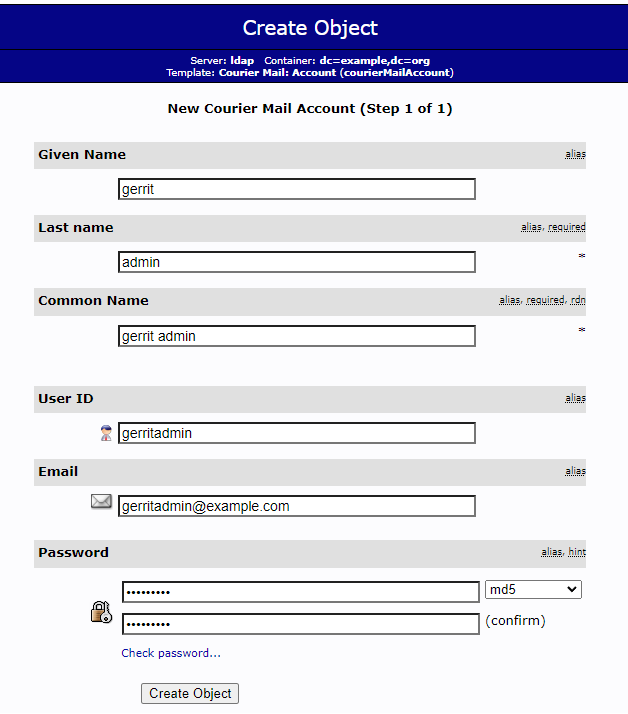 Create Object
Server: ldap Container: dc=example,dc=org
Template: Courier Mail: Account (courierMailAccount)
New Courier Mail Account (Step 1 of 1)
Given Name alias
gerrit
Last name alias, required
admin *
Common Name alias, required, rdn
gerrit admin *
User ID alias
gerritadmin
Email alias
gerritadmin@example.com
Password alias, hint
••••••••• md5
••••••••• (confirm)
Check password...
Create Object